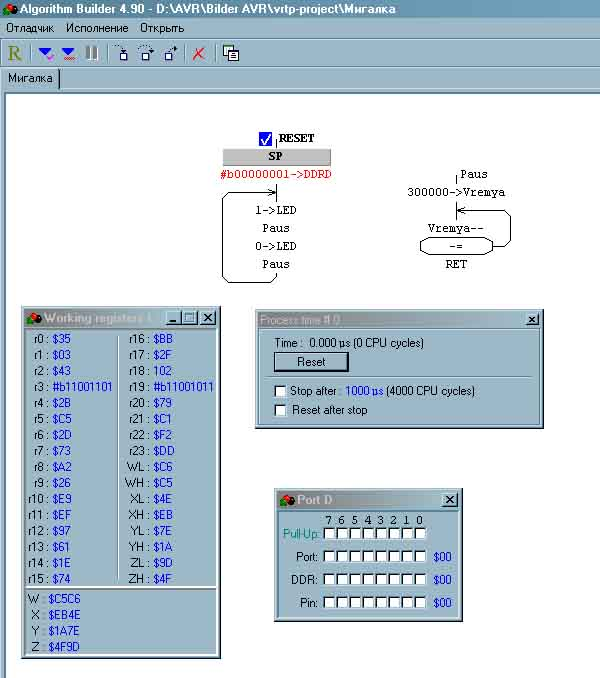 Algorithm Builder 4.90 - D:\AVR\Bilder AVR\vrtp-project\Мигалка
Отладчик Исполнение Открыть
R
Мигалка
RESET
SP
#b00000001->DDRD
1->LED
Paus
0->LED
Paus
Paus
300000->Vremya
Vremya--
-=
RET
Working registers
r0 : $35 r16 : $BB
r1 : $03 r17 : $2F
r2 : $43 r18 : 102
r3 : #b11001101 r19 : #b11001011
r4 : $2B r20 : $79
r5 : $C5 r21 : $C1
r6 : $2D r22 : $F2
r7 : $73 r23 : $DD
r8 : $A2 WL : $C6
r9 : $26 WH : $C5
r10 : $E9 XL : $4E
r11 : $EF XH : $EB
r12 : $97 YL : $7E
r13 : $61 YH : $1A
r14 : $1E ZL : $9D
r15 : $74 ZH : $4F
W : $C5C6
X : $EB4E
Y : $1A7E
Z : $4F9D
Process time # 0
Time : 0.000 µs (0 CPU cycles)
Reset
Stop after : 1000 µs (4000 CPU cycles)
Reset after stop
Port D
7 6 5 4 3 2 1 0
Pull-Up:
Port: $00
DDR: $00
Pin: $00